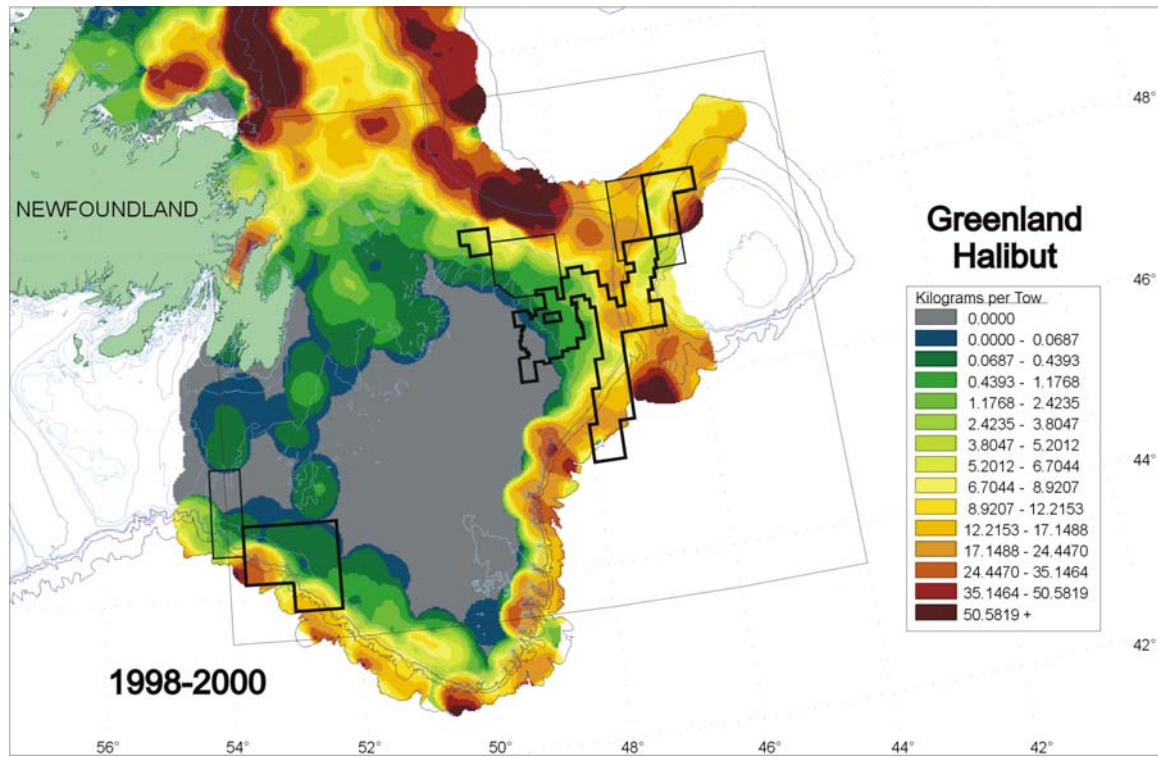 48°
NEWFOUNDLAND
Greenland
Halibut
46°
Kilograms per Tow
0.0000
0.0000 - 0.0687
0.0687 - 0.4393
0.4393 - 1.1768
1.1768 - 2.4235
2.4235 - 3.8047
3.8047 - 5.2012
5.2012 - 6.7044
6.7044 - 8.9207
8.9207 - 12.2153
12.2153 - 17.1488
17.1488 - 24.4470
24.4470 - 35.1464
35.1464 - 50.5819
50.5819 +
44°
42°
1998-2000
56° 54° 52° 50° 48° 46° 44° 42°